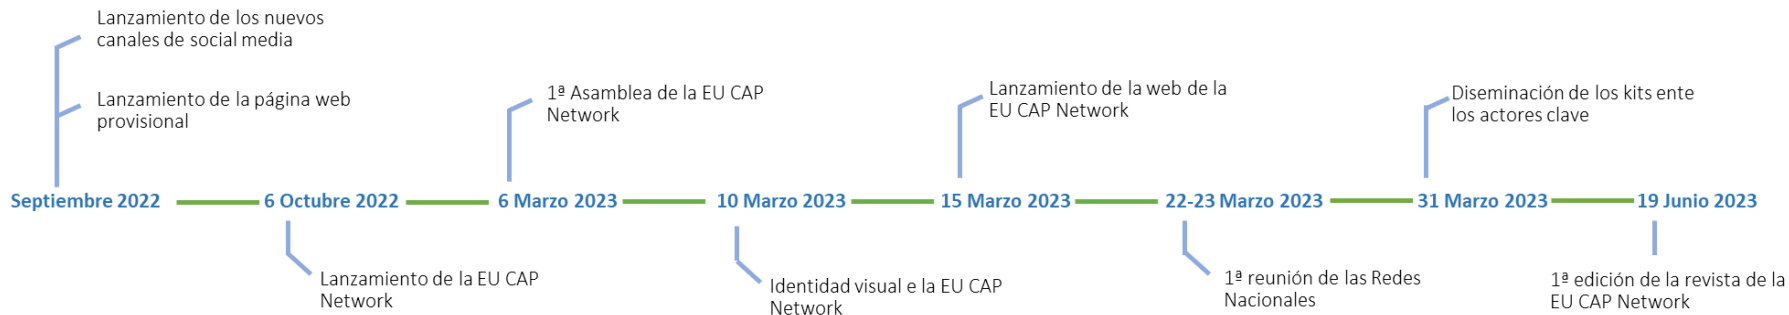 Lanzamiento de los nuevos
canales de social media
Lanzamiento de la página web
provisional
1ª Asamblea de la EU CAP
Network
Lanzamiento de la web de la
EU CAP Network
Diseminación de los kits ente
los actores clave
Septiembre 2022
6 Octubre 2022
6 Marzo 2023
10 Marzo 2023
15 Marzo 2023
22-23 Marzo 2023
31 Marzo 2023
19 Junio 2023
Lanzamiento de la EU CAP
Network
Identidad visual e la EU CAP
Network
1ª reunión de las Redes
Nacionales
1ª edición de la revista de la
EU CAP Network